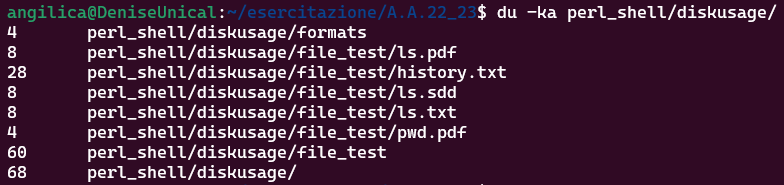 angilica@DeniseUnical:~/esercitazione/A.A.22_23$ du -ka perl_shell/diskusage/
4       perl_shell/diskusage/formats
8       perl_shell/diskusage/file_test/ls.pdf
28      perl_shell/diskusage/file_test/history.txt
8       perl_shell/diskusage/file_test/ls.sdd
8       perl_shell/diskusage/file_test/ls.txt
4       perl_shell/diskusage/file_test/pwd.pdf
60      perl_shell/diskusage/file_test
68      perl_shell/diskusage/